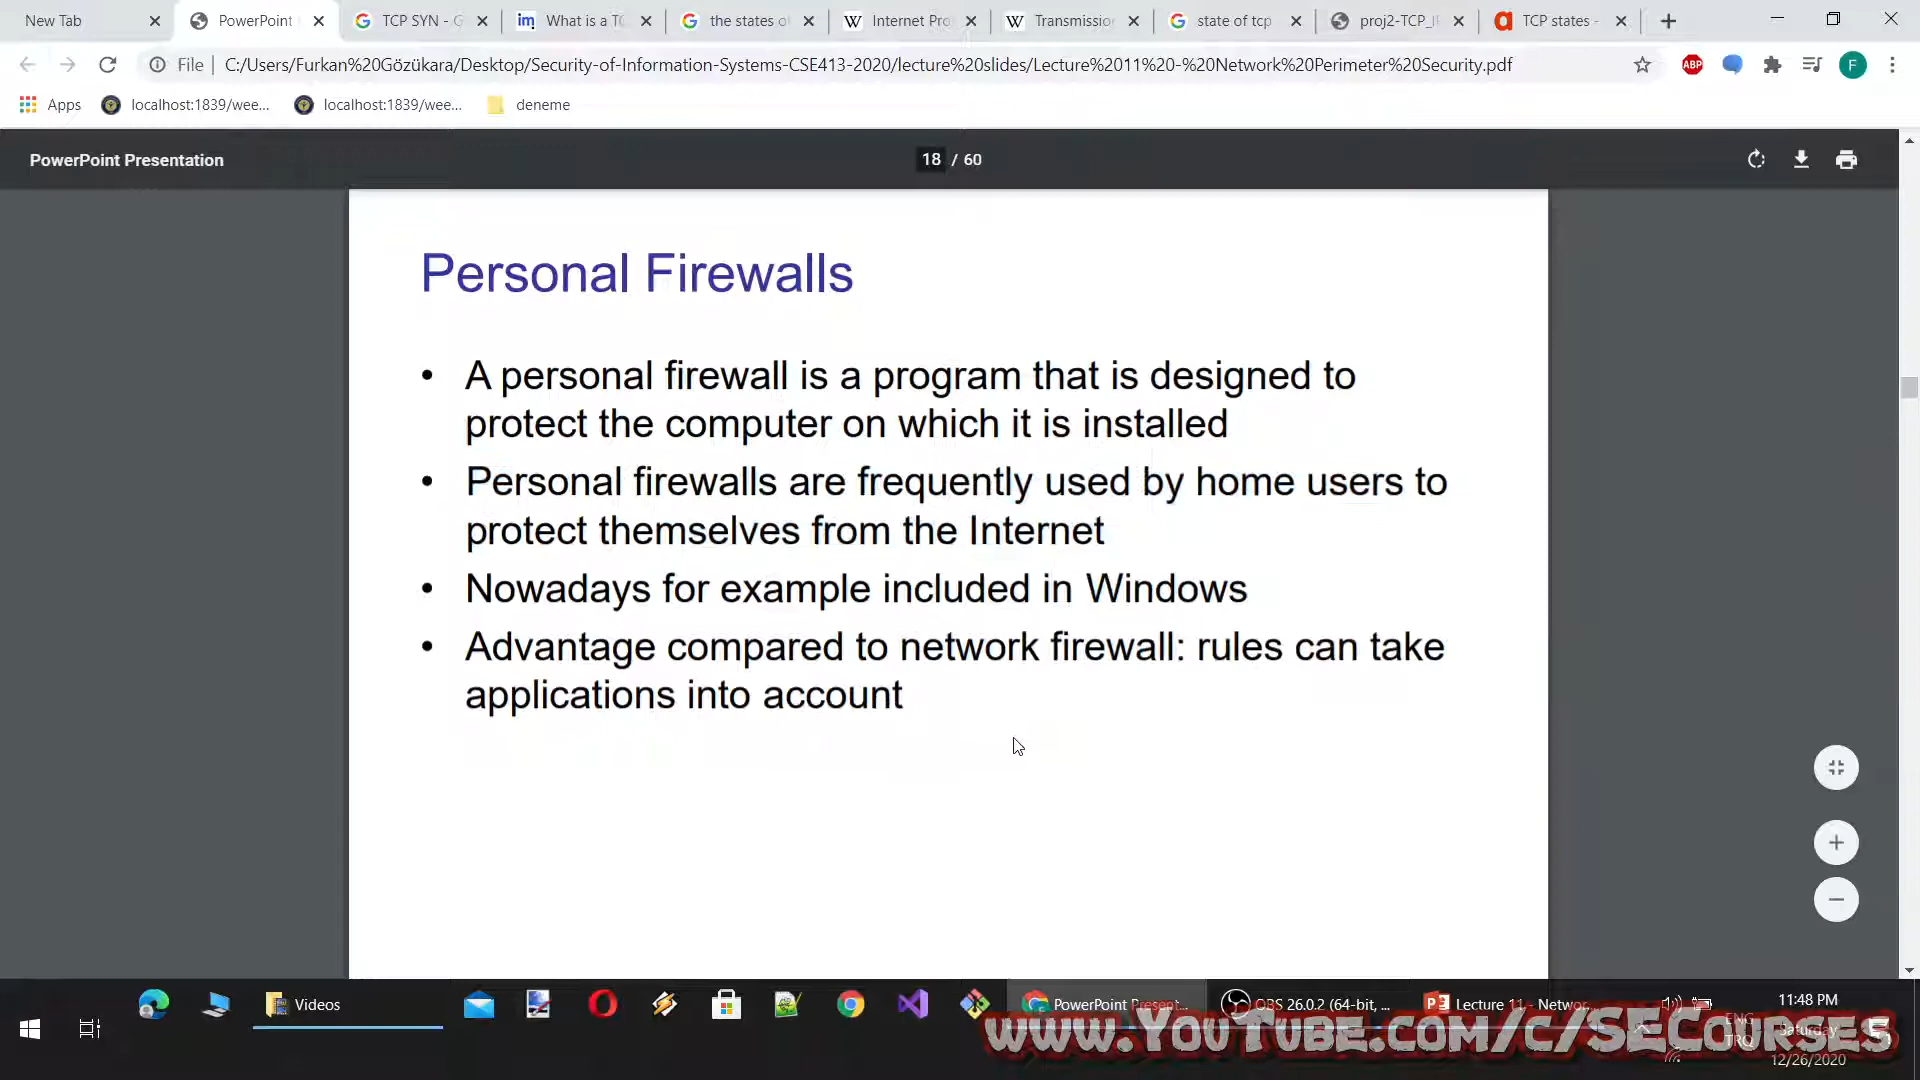 New Tab
PowerPoint
TCP SYN - G
im What is a TC
the states o
W Internet Pro
W Transmissio
state of tcp
proj2-TCP_I
TCP states -
File | C:/Users/Furkan%20Gözükara/Desktop/Security-of-Information-Systems-CSE413-2020/lecture%20slides/Lecture%2011%20-%20Network%20Perimeter%20Security.pdf
ABP
F
Apps
localhost:1839/wee...
localhost:1839/wee...
deneme
PowerPoint Presentation
18 / 60
Personal Firewalls
• A personal firewall is a program that is designed to
protect the computer on which it is installed
• Personal firewalls are frequently used by home users to
protect themselves from the Internet
• Nowadays for example included in Windows
• Advantage compared to network firewall: rules can take
applications into account
Videos
PowerPoint Present...
OBS 26.0.2 (64-bit, ...
Lecture 11 - Networ...
ENG
TRQ
11:48 PM
Saturday
12/26/2020
www.YouTube.com/c/SECourses